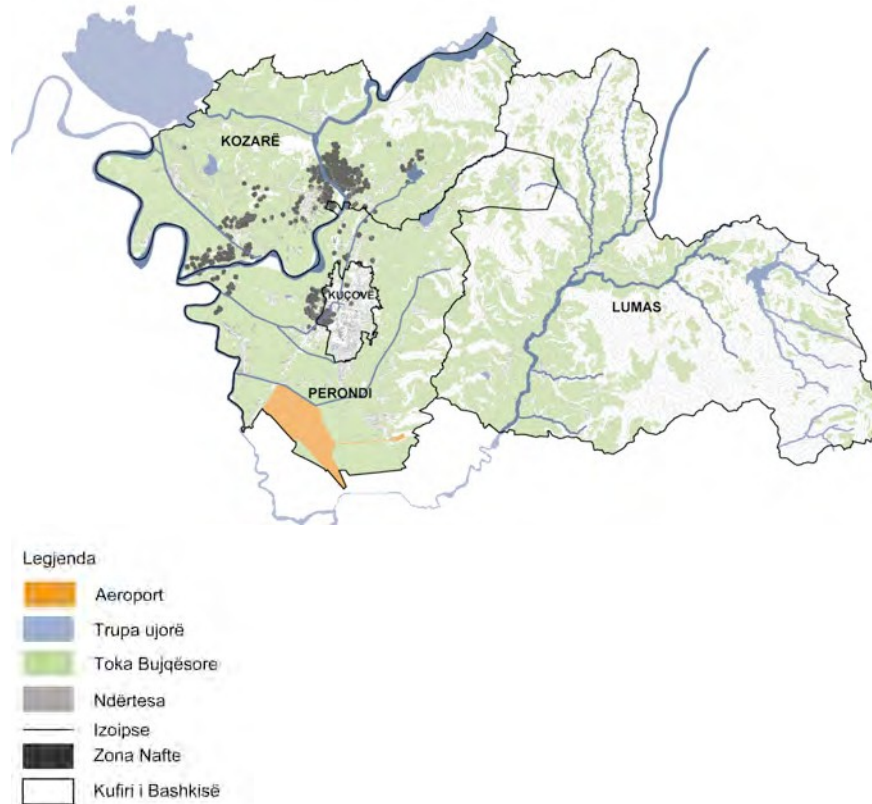 KOZARË
KUÇOVË
LUMAS
PERONDI
Legjenda
Aeroport
Trupa ujorë
Toka Bujqësore
Ndërtesa
Izoipse
Zona Nafte
Kufiri i Bashkisë